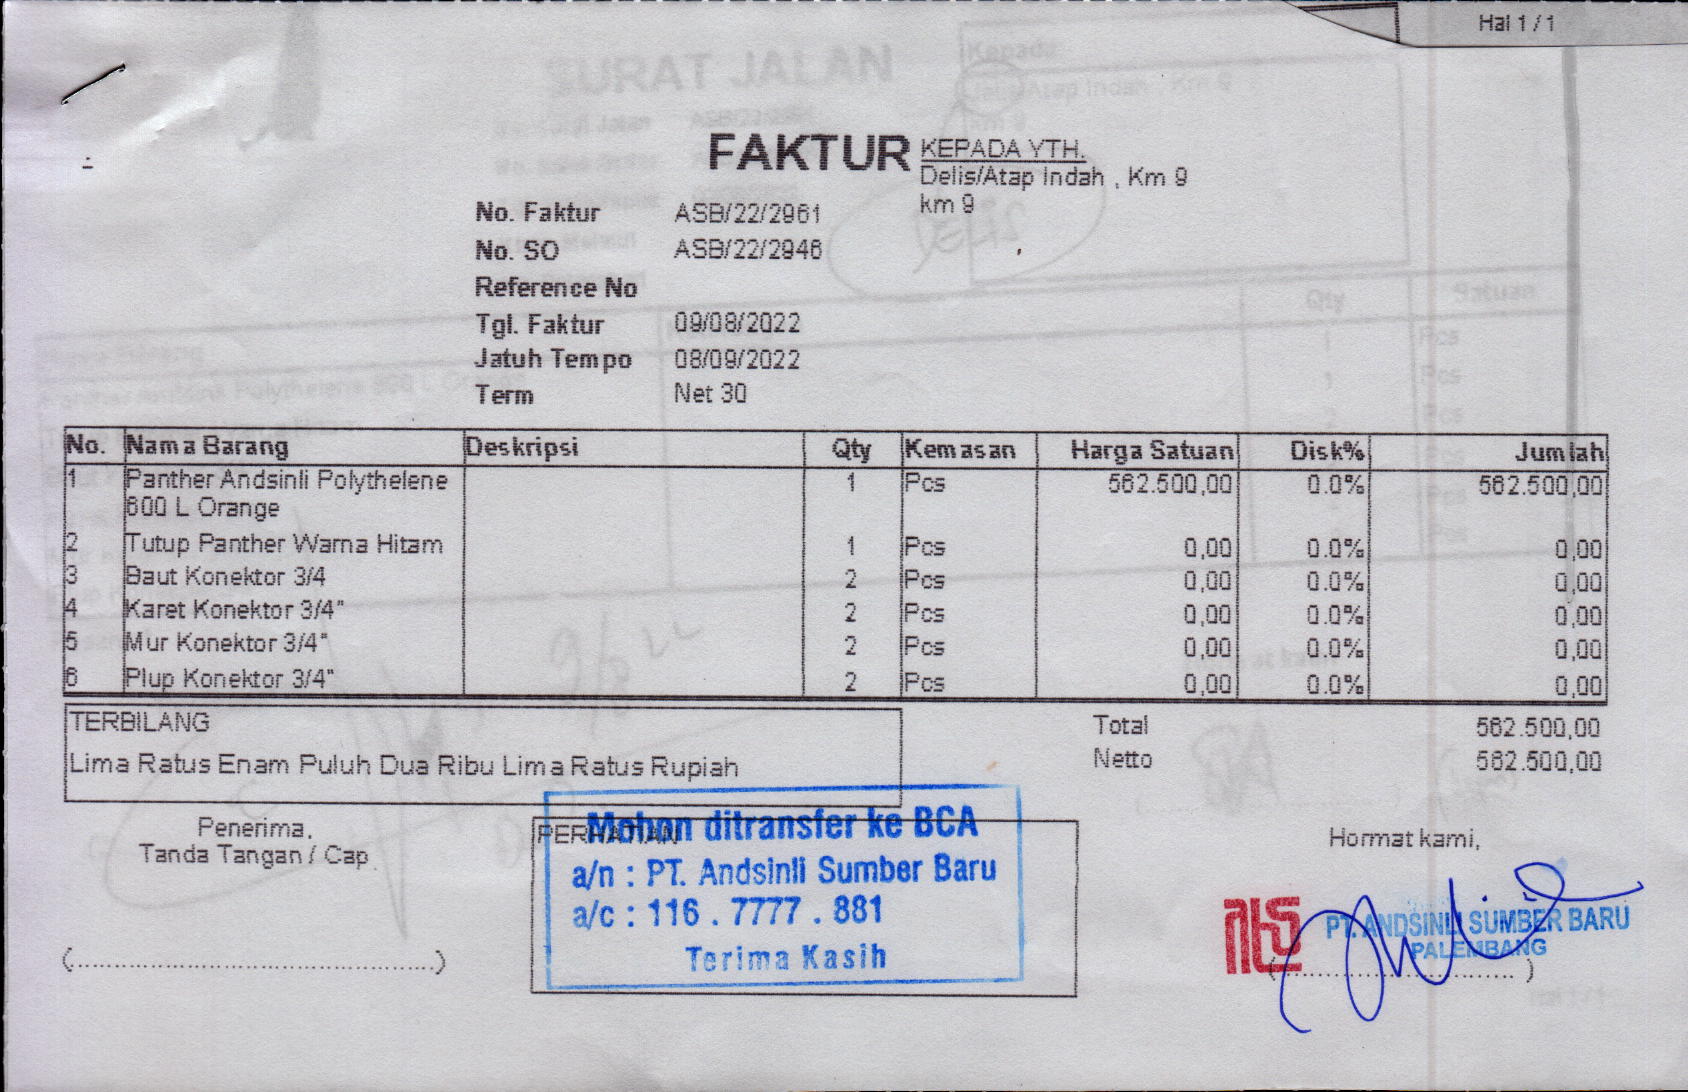 Hal 1 / 1
FAKTUR
KEPADA YTH.
Delis/Atap Indah , Km 9
km 9
No. Faktur ASB/22/2961
No. SO ASB/22/2946
Reference No
Tgl. Faktur 09/08/2022
Jatuh Tempo 08/09/2022
Term Net 30
No. Nama Barang Deskripsi Qty Kemasan Harga Satuan Disk% Jumlah
1 Panther Andsinli Polythelene 1 Pcs 562.500,00 0.0% 562.500,00
600 L Orange
2 Tutup Panther Warna Hitam 1 Pcs 0,00 0.0% 0,00
3 Baut Konektor 3/4 2 Pcs 0,00 0.0% 0,00
4 Karet Konektor 3/4" 2 Pcs 0,00 0.0% 0,00
5 Mur Konektor 3/4" 2 Pcs 0,00 0.0% 0,00
6 Plup Konektor 3/4" 2 Pcs 0,00 0.0% 0,00
TERBILANG
Lima Ratus Enam Puluh Dua Ribu Lima Ratus Rupiah
Total 562.500,00
Netto 562.500,00
Penerima,
Tanda Tangan / Cap
PERHATIAN
Mohon ditransfer ke BCA
a/n : PT. Andsinli Sumber Baru
a/c : 116 . 7777 . 881
Terima Kasih
Hormat kami,
PT. ANDSINLI SUMBER BARU
PALEMBANG